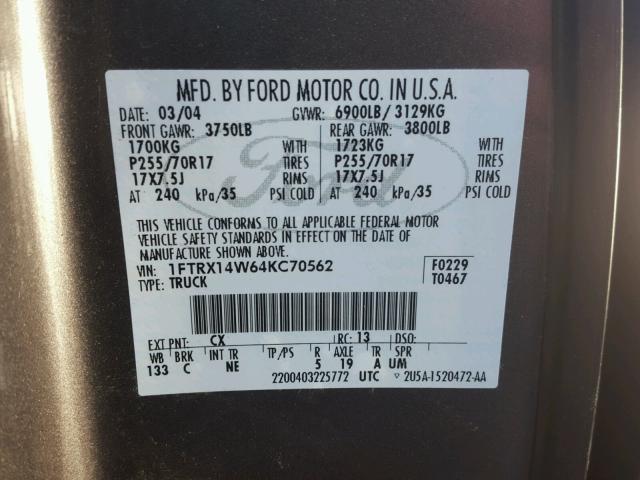 MFD. BY FORD MOTOR CO. IN U.S.A.
DATE: 03/04 GVWR: 6900LB/ 3129KG
FRONT GAWR: 3750LB REAR GAWR: 3800LB
1700KG WITH 1723KG WITH
P255/70R17 TIRES P255/70R17 TIRES
17X7.5J RIMS 17X7.5J RIMS
AT 240 kPa/35 PSI COLD AT 240 kPa/35 PSI COLD
Ford
THIS VEHICLE CONFORMS TO ALL APPLICABLE FEDERAL MOTOR
VEHICLE SAFETY STANDARDS IN EFFECT ON THE DATE OF
MANUFACTURE SHOWN ABOVE.
VIN: 1FTRX14W64KC70562 F0229
TYPE: TRUCK T0467
EXT PNT: CX RC: 13 DSO:
WB BRK INT TR TP/PS R AXLE TR SPR
133 C NE 5 19 A UM
2200403225772 UTC ▿ 2U5A-1520472-AA